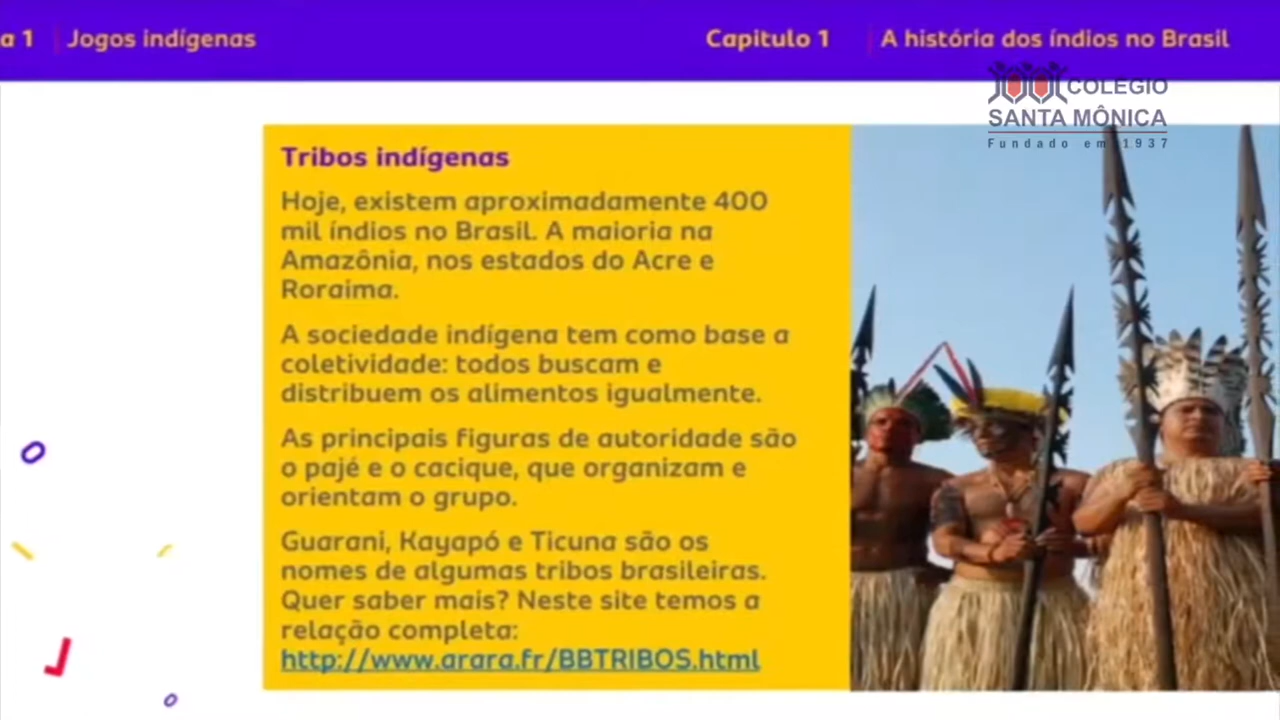 a 1 Jogos indígenas
Capitulo 1 A história dos índios no Brasil
COLEGIO
SANTA MÔNICA
Fundado em 1937
Tribos indígenas
Hoje, existem aproximadamente 400
mil índios no Brasil. A maioria na
Amazônia, nos estados do Acre e
Roraima.
A sociedade indígena tem como base a
coletividade: todos buscam e
distribuem os alimentos igualmente.
As principais figuras de autoridade são
o pajé e o cacique, que organizam e
orientam o grupo.
Guarani, Kayapó e Ticuna são os
nomes de algumas tribos brasileiras.
Quer saber mais? Neste site temos a
relação completa:
http://www.arara.fr/BBTRIBOS.html